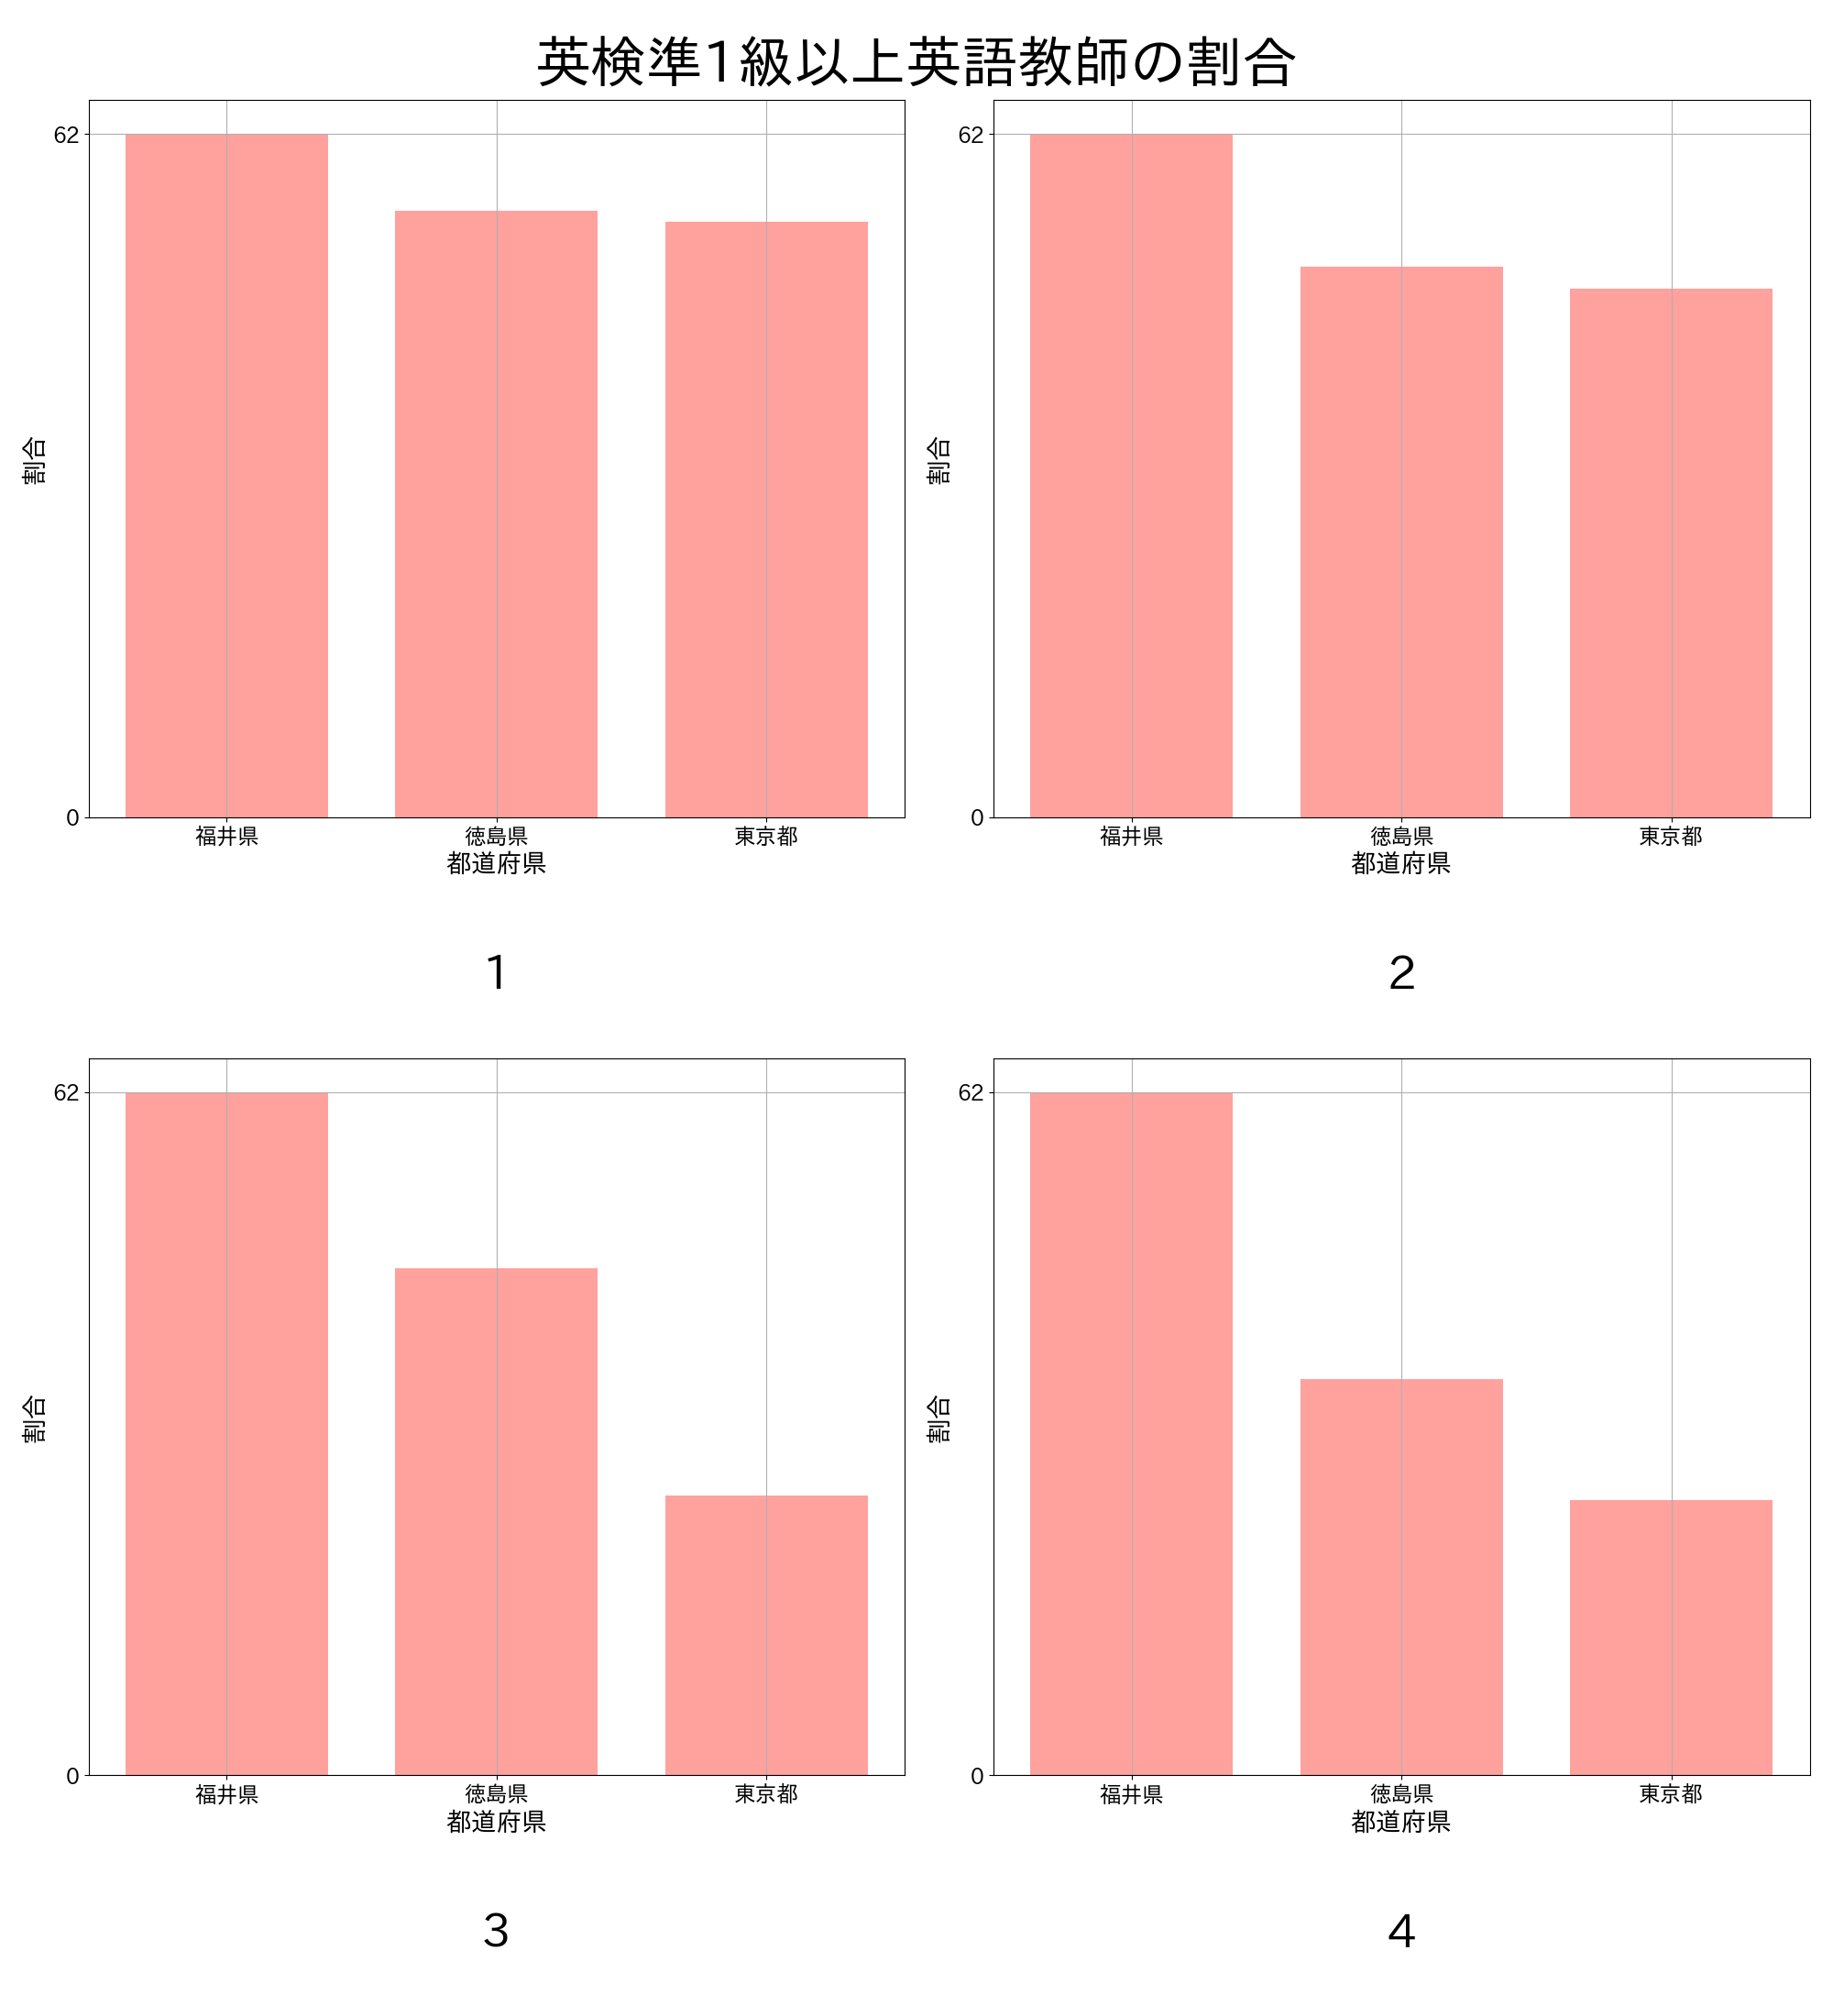 英検準1級以上英語教師の割合
62
62
割合
割合
0
0
福井県 徳島県 東京都
福井県 徳島県 東京都
都道府県
都道府県
1
2
62
62
割合
割合
0
0
福井県 徳島県 東京都
福井県 徳島県 東京都
都道府県
都道府県
3
4